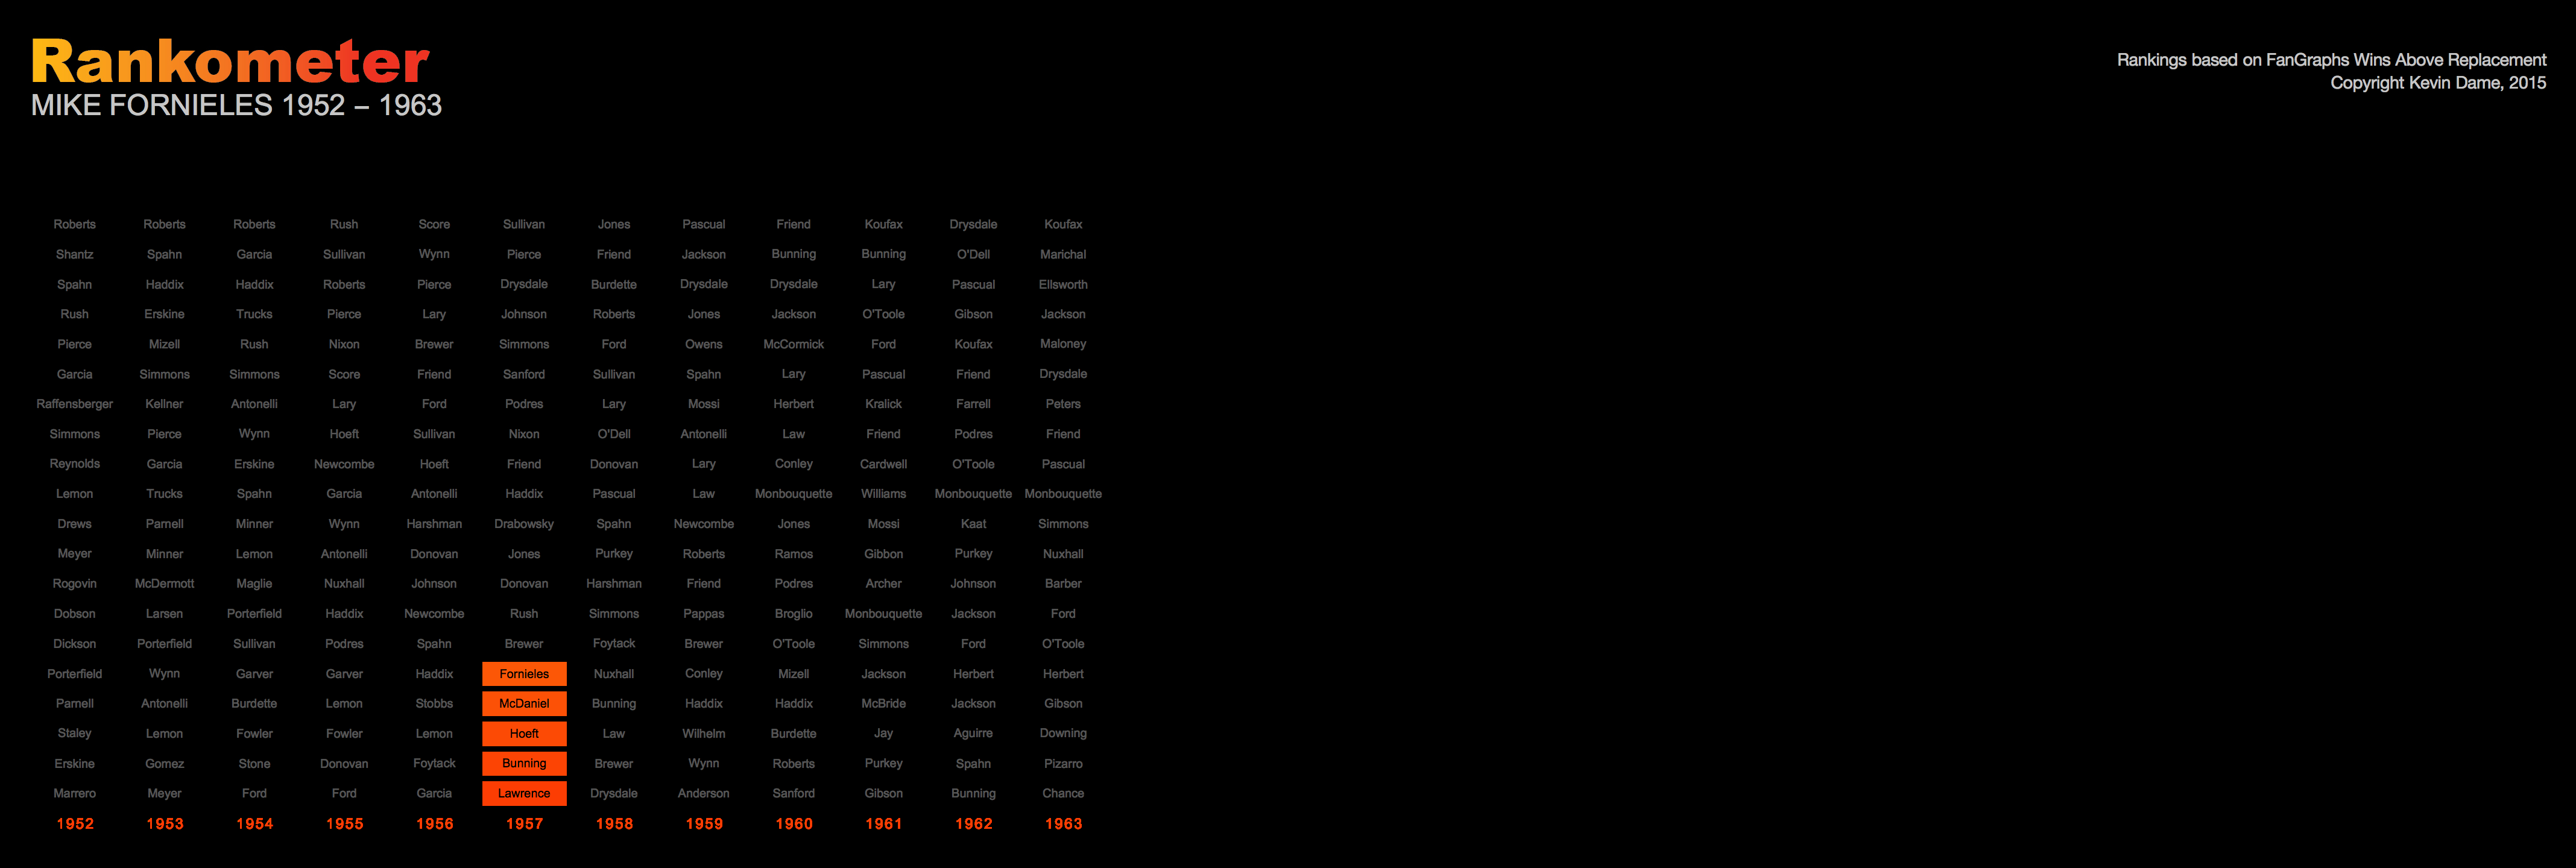 Rankometer
MIKE FORNIELES 1952 – 1963
Rankings based on FanGraphs Wins Above Replacement
Copyright Kevin Dame, 2015
Roberts Roberts Roberts Rush Score Sullivan Jones Pascual Friend Koufax Drysdale Koufax
Shantz Spahn Garcia Sullivan Wynn Pierce Friend Jackson Bunning Bunning O'Dell Marichal
Spahn Haddix Haddix Roberts Pierce Drysdale Burdette Drysdale Drysdale Lary Pascual Ellsworth
Rush Erskine Trucks Pierce Lary Johnson Roberts Jones Jackson O'Toole Gibson Jackson
Pierce Mizell Rush Nixon Brewer Simmons Ford Owens McCormick Ford Koufax Maloney
Garcia Simmons Simmons Score Friend Sanford Sullivan Spahn Lary Pascual Friend Drysdale
Raffensberger Kellner Antonelli Lary Ford Podres Lary Mossi Herbert Kralick Farrell Peters
Simmons Pierce Wynn Hoeft Sullivan Nixon O'Dell Antonelli Law Friend Podres Friend
Reynolds Garcia Erskine Newcombe Hoeft Friend Donovan Lary Conley Cardwell O'Toole Pascual
Lemon Trucks Spahn Garcia Antonelli Haddix Pascual Law Monbouquette Williams Monbouquette Monbouquette
Drews Parnell Minner Wynn Harshman Drabowsky Spahn Newcombe Jones Mossi Kaat Simmons
Meyer Minner Lemon Antonelli Donovan Jones Purkey Roberts Ramos Gibbon Purkey Nuxhall
Rogovin McDermott Maglie Nuxhall Johnson Donovan Harshman Friend Podres Archer Johnson Barber
Dobson Larsen Porterfield Haddix Newcombe Rush Simmons Pappas Broglio Monbouquette Jackson Ford
Dickson Porterfield Sullivan Podres Spahn Brewer Foytack Brewer O'Toole Simmons Ford O'Toole
Porterfield Wynn Garver Garver Haddix Fornieles Nuxhall Conley Mizell Jackson Herbert Herbert
Parnell Antonelli Burdette Lemon Stobbs McDaniel Bunning Haddix Haddix McBride Jackson Gibson
Staley Lemon Fowler Fowler Lemon Hoeft Law Wilhelm Burdette Jay Aguirre Downing
Erskine Gomez Stone Donovan Foytack Bunning Brewer Wynn Roberts Purkey Spahn Pizarro
Marrero Meyer Ford Ford Garcia Lawrence Drysdale Anderson Sanford Gibson Bunning Chance
1952 1953 1954 1955 1956 1957 1958 1959 1960 1961 1962 1963